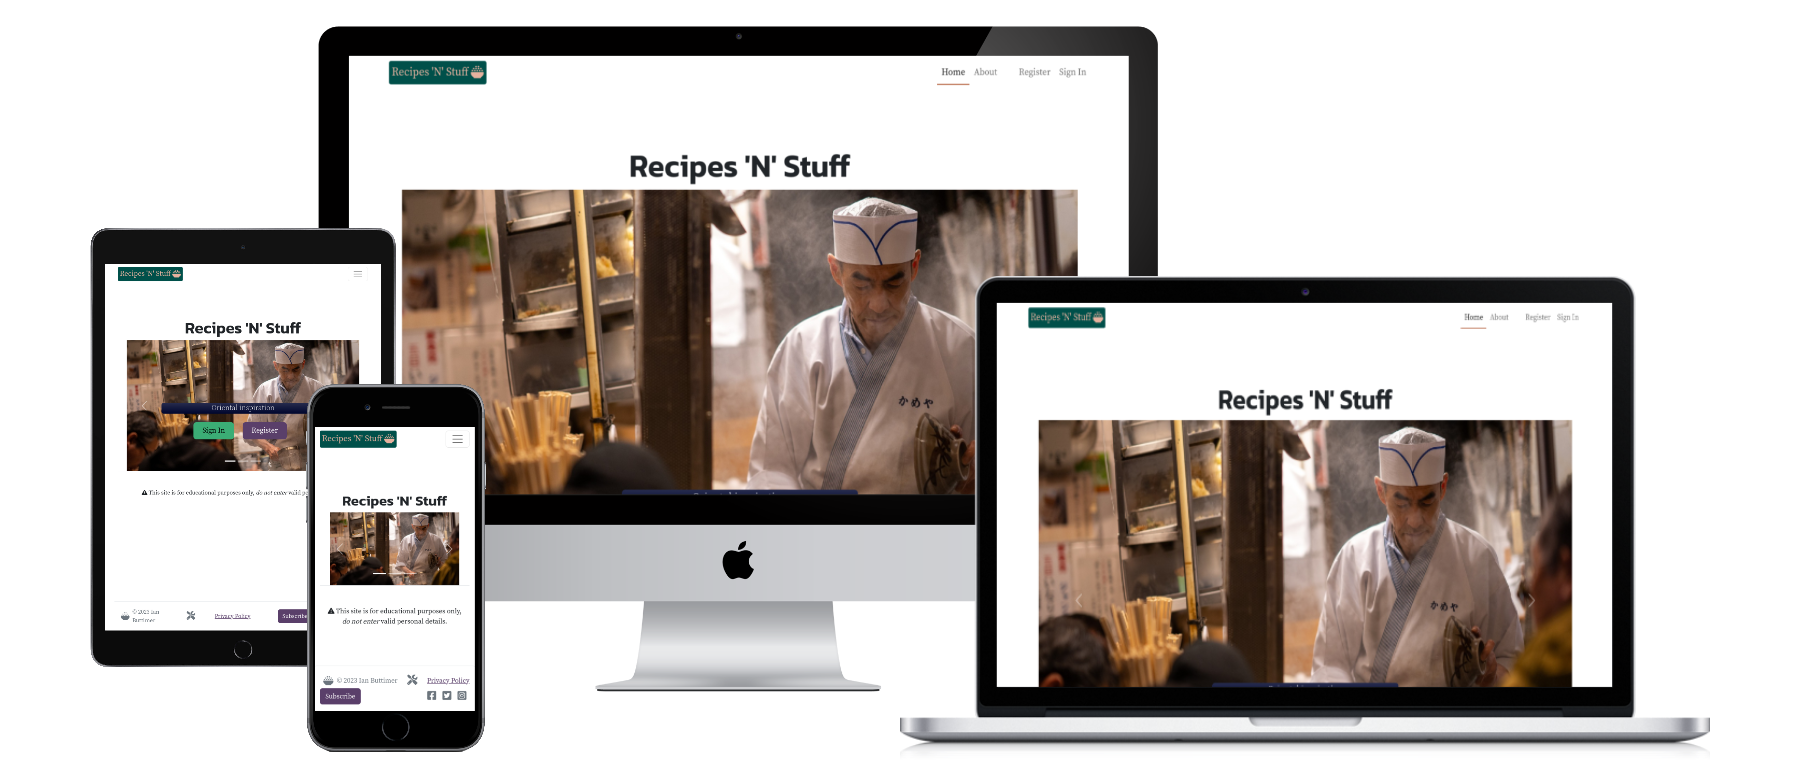 Recipes 'N' Stuff
Home About Register Sign In
Recipes 'N' Stuff
かめや
Recipes 'N' Stuff
Recipes 'N' Stuff
Oriental inspiration
Sign In Register
This site is for educational purposes only, do not enter valid
© 2023 Ian
Buttimer
Privacy Policy
Subscribe
Recipes 'N' Stuff
Recipes 'N' Stuff
This site is for educational purposes only,
do not enter valid personal details.
© 2023 Ian Buttimer Privacy Policy
Subscribe
Recipes 'N' Stuff
Home About Register Sign In
Recipes 'N' Stuff
かめや